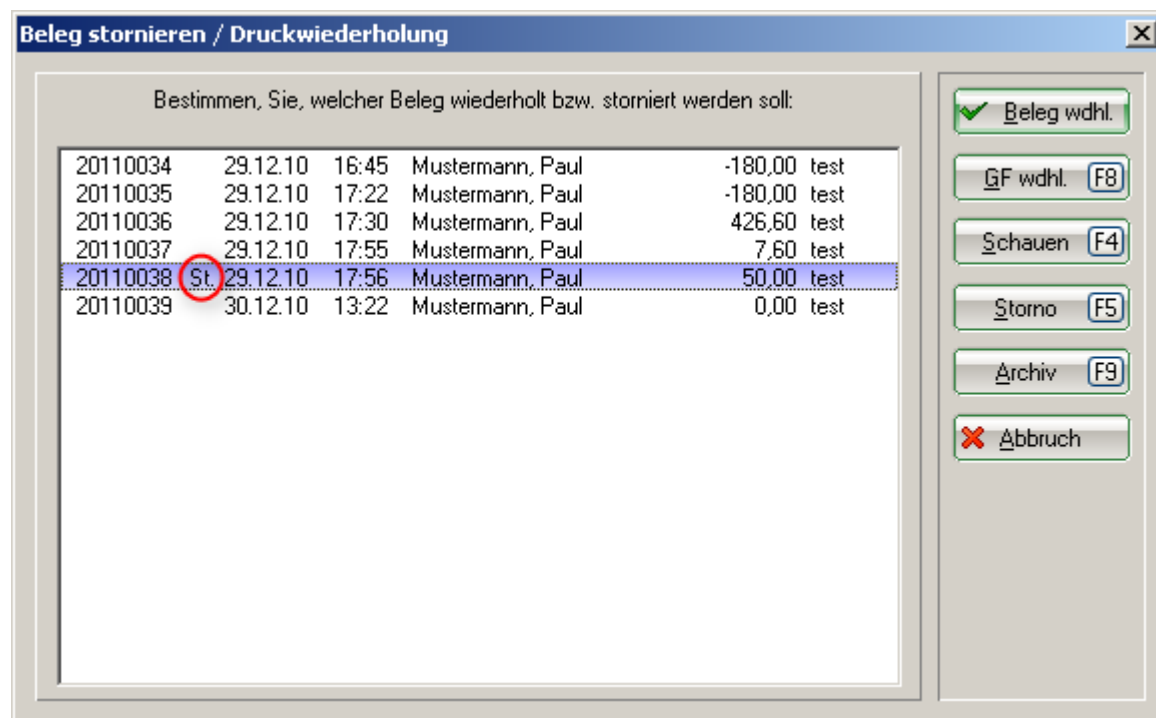 Beleg stornieren / Druckwiederholung
Bestimmen, Sie, welcher Beleg wiederholt bzw. storniert werden soll:
20110034 29.12.10 16:45 Mustermann, Paul -180,00 test
20110035 29.12.10 17:22 Mustermann, Paul -180,00 test
20110036 29.12.10 17:30 Mustermann, Paul 426,60 test
20110037 29.12.10 17:55 Mustermann, Paul 7,60 test
20110038 St. 29.12.10 17:56 Mustermann, Paul 50,00 test
20110039 30.12.10 13:22 Mustermann, Paul 0,00 test
Beleg wdhl.
GF wdhl. F8
Schauen F4
Storno F5
Archiv F9
Abbruch